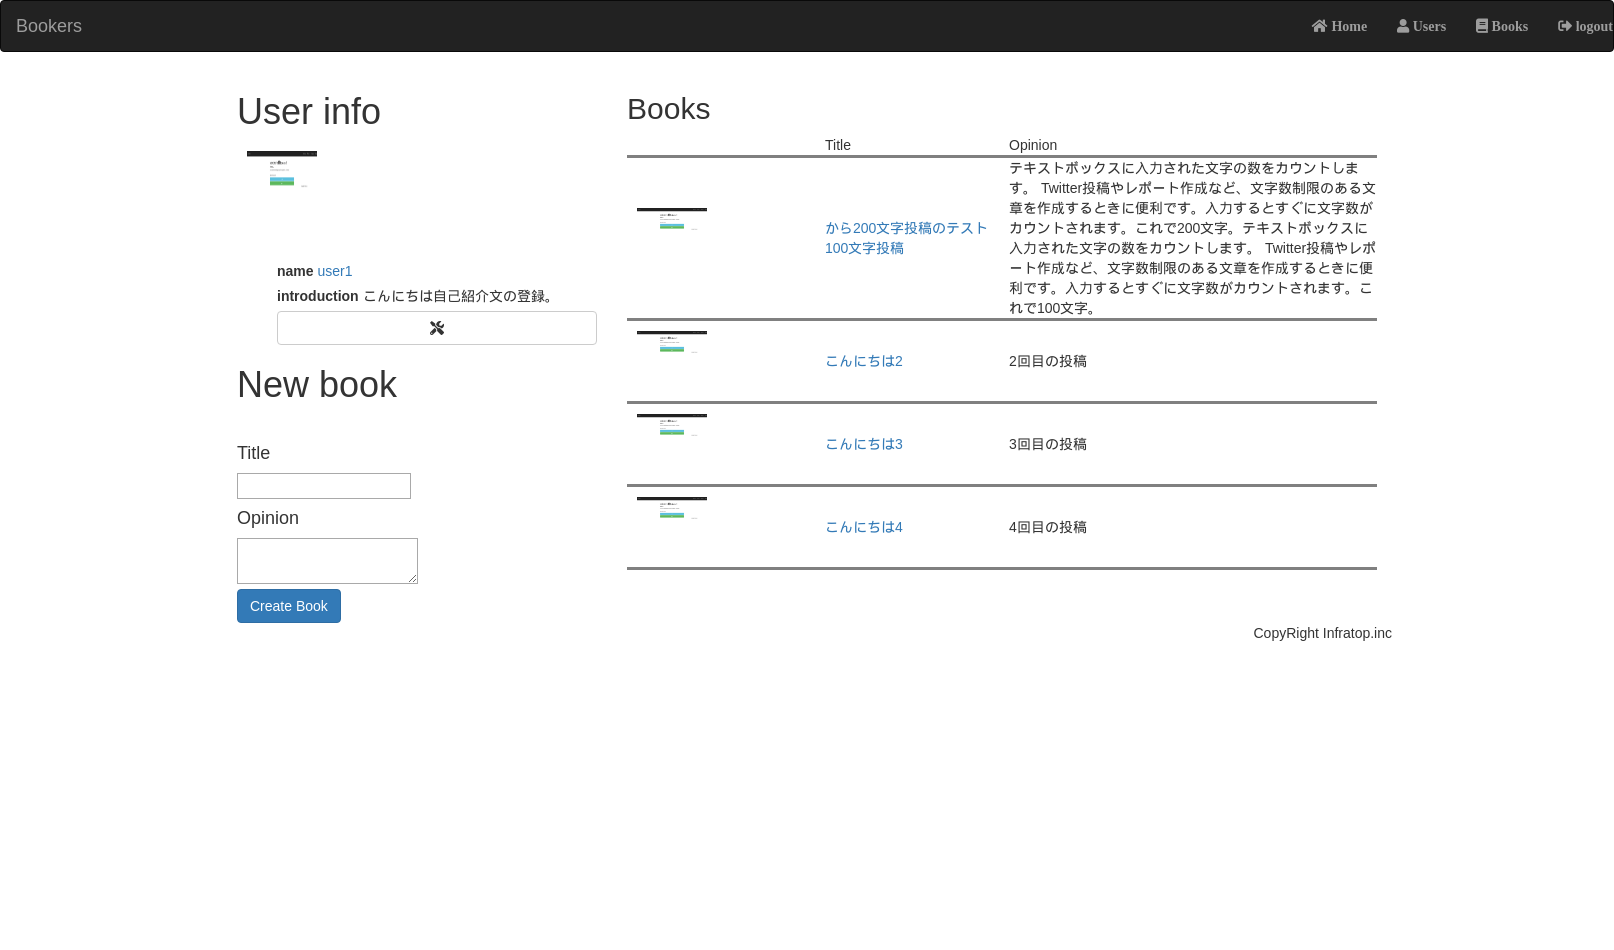 Bookers
Home
Users
Books
logout
User info
name user1
introduction こんにちは自己紹介文の登録。
New book
Title
Opinion
Create Book
Books
Title Opinion
から200文字投稿のテスト
100文字投稿
テキストボックスに入力された文字の数をカウントしま
す。 Twitter投稿やレポート作成など、文字数制限のある文
章を作成するときに便利です。入力するとすぐに文字数が
カウントされます。これで200文字。テキストボックスに
入力された文字の数をカウントします。 Twitter投稿やレポ
ート作成など、文字数制限のある文章を作成するときに便
利です。入力するとすぐに文字数がカウントされます。こ
れで100文字。
こんにちは2 2回目の投稿
こんにちは3 3回目の投稿
こんにちは4 4回目の投稿
CopyRight Infratop.inc